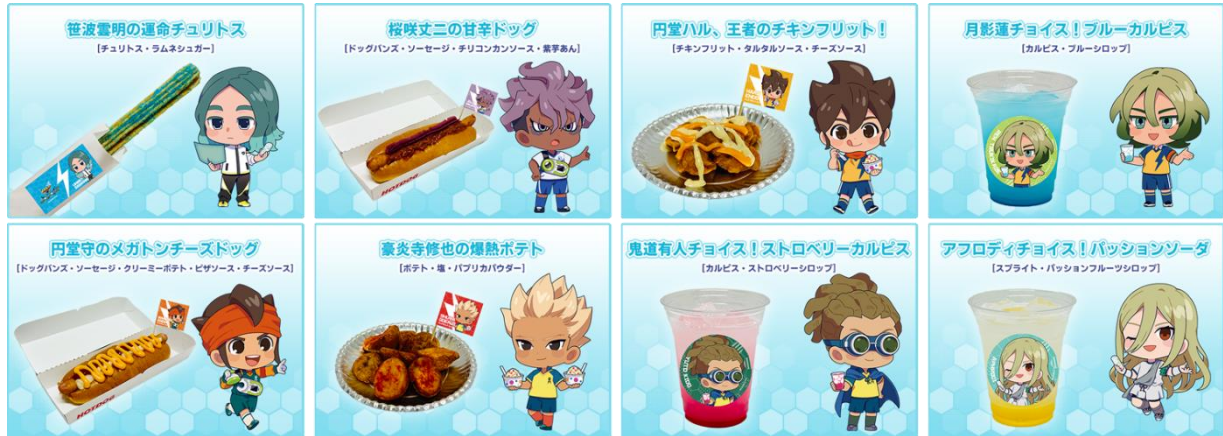 笹波雲明の運命チュリトス
[チュリトス・ラムネシュガー]
桜咲丈二の甘辛ドッグ
[ドッグバンズ・ソーセージ・チリコンカンソース・紫芋あん]
円堂ハル、王者のチキンフリット!
[チキンフリット・タルタルソース・チーズソース]
月影蓮チョイス!ブルーカルピス
[カルピス・ブルーシロップ]
円堂守のメガトンチーズドッグ
[ドッグバンズ・ソーセージ・クリーミーポテト・ピザソース・チーズソース]
HOTDOG
豪炎寺修也の爆熱ポテト
[ポテト・塩・パプリカパウダー]
鬼道有人チョイス!ストロベリーカルピス
[カルピス・ストロベリーシロップ]
アフロディチョイス!パッションソーダ
[スプライト・パッションフルーツシロップ]
HOTDOG